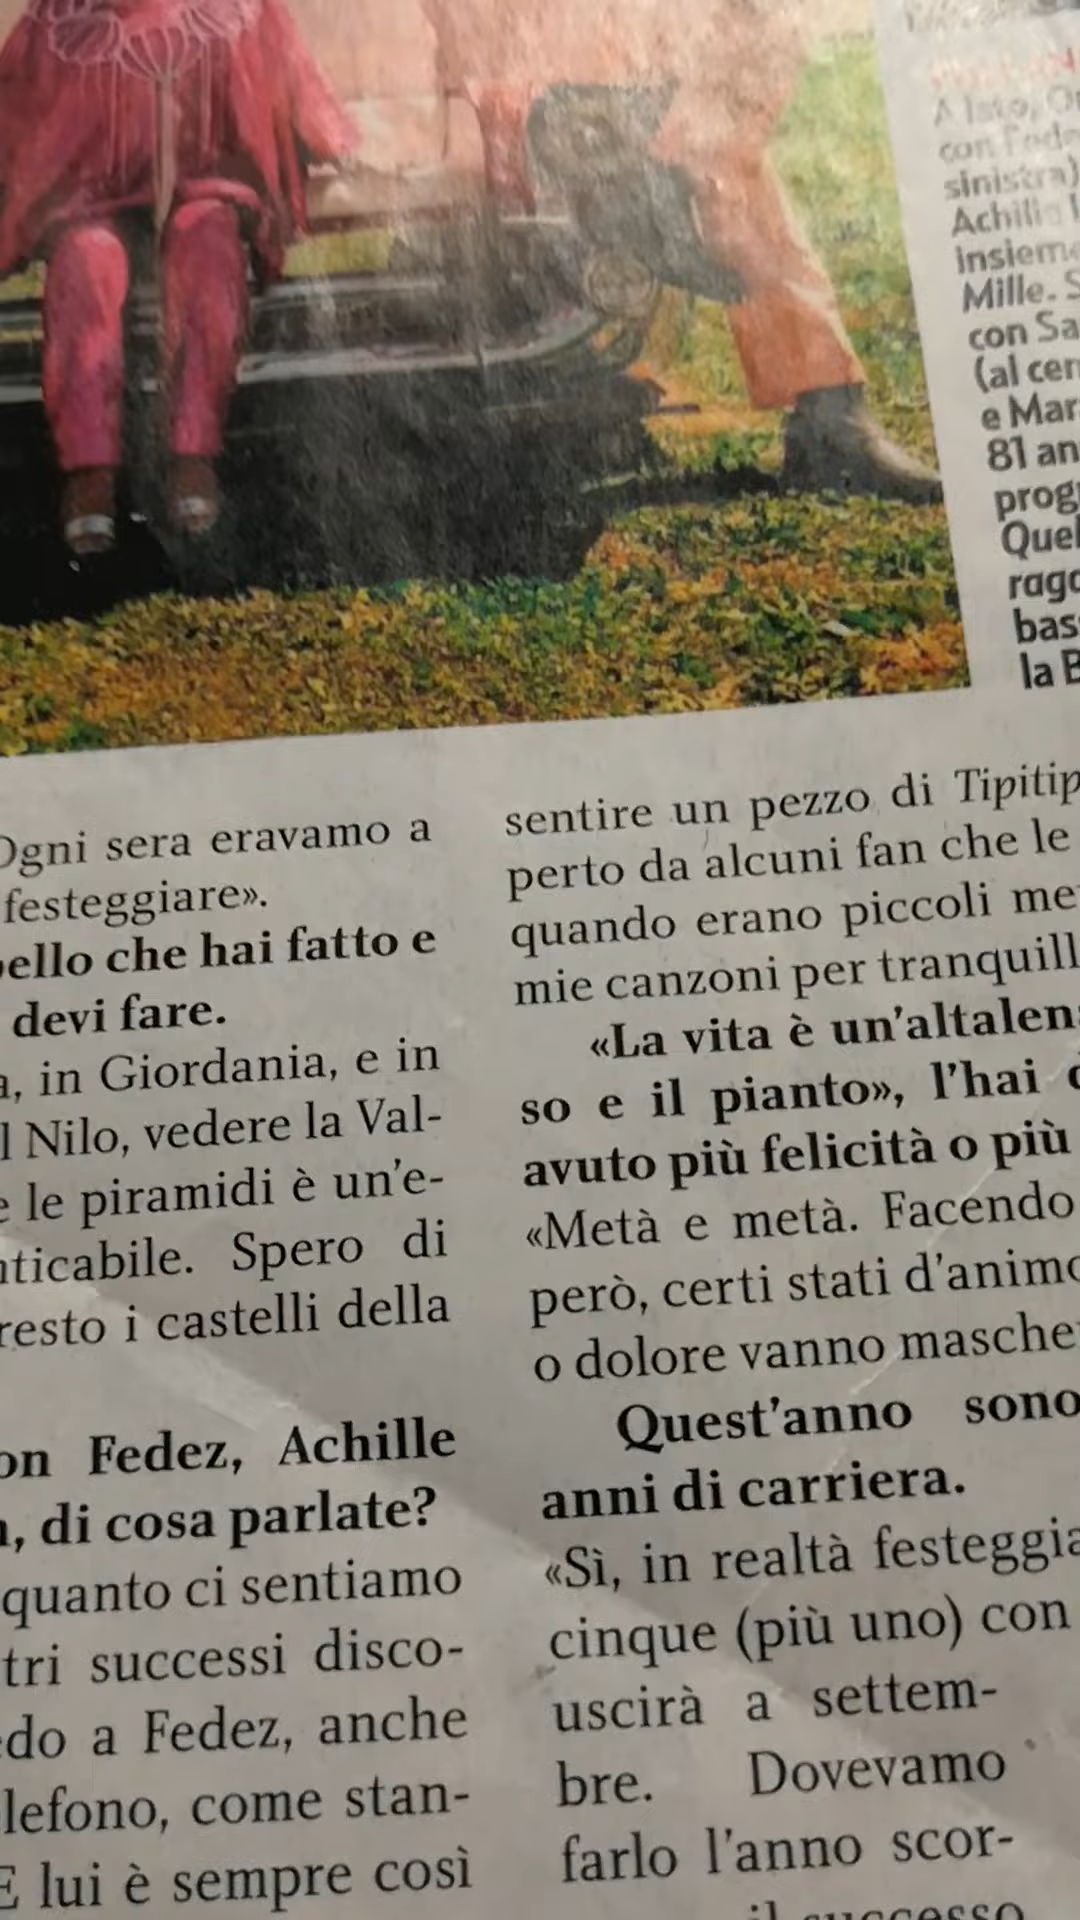 con Fede
sinistra)
Achille
insieme
Mille. S
con Sa
(al cen
e Mar
81 an
prog
Quel
raga
bas
la B
Ogni sera eravamo a
festeggiare».
ello che hai fatto e
devi fare.
a, in Giordania, e in
l Nilo, vedere la Val-
e le piramidi è un'e-
nticabile. Spero di
resto i castelli della
on Fedez, Achille
, di cosa parlate?
quanto ci sentiamo
tri successi disco-
do a Fedez, anche
lefono, come stan-
E lui è sempre così
sentire un pezzo di Tipitip
perto da alcuni fan che le
quando erano piccoli me
mie canzoni per tranquill
«La vita è un'altalen
so e il pianto», l'hai d
avuto più felicità o più
«Metà e metà. Facendo
però, certi stati d'animo
o dolore vanno masche
Quest'anno sono
anni di carriera.
«Sì, in realtà festeggia
cinque (più uno) con
uscirà a settem-
bre. Dovevamo
farlo l'anno scor-
il successo